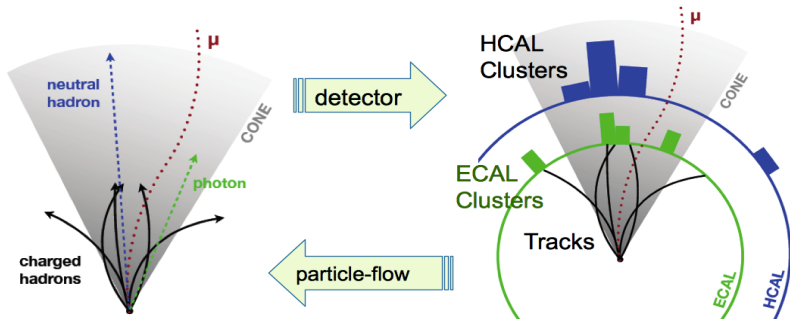 μ
neutral
hadron
CONE
photon
charged
hadrons
detector
particle-flow
μ
HCAL
Clusters
CONE
ECAL
Clusters
Tracks
ECAL
HCAL